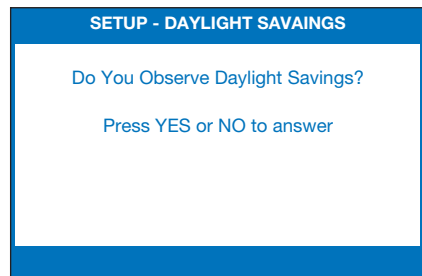 SETUP - DAYLIGHT SAVAINGS
Do You Observe Daylight Savings?
Press YES or NO to answer